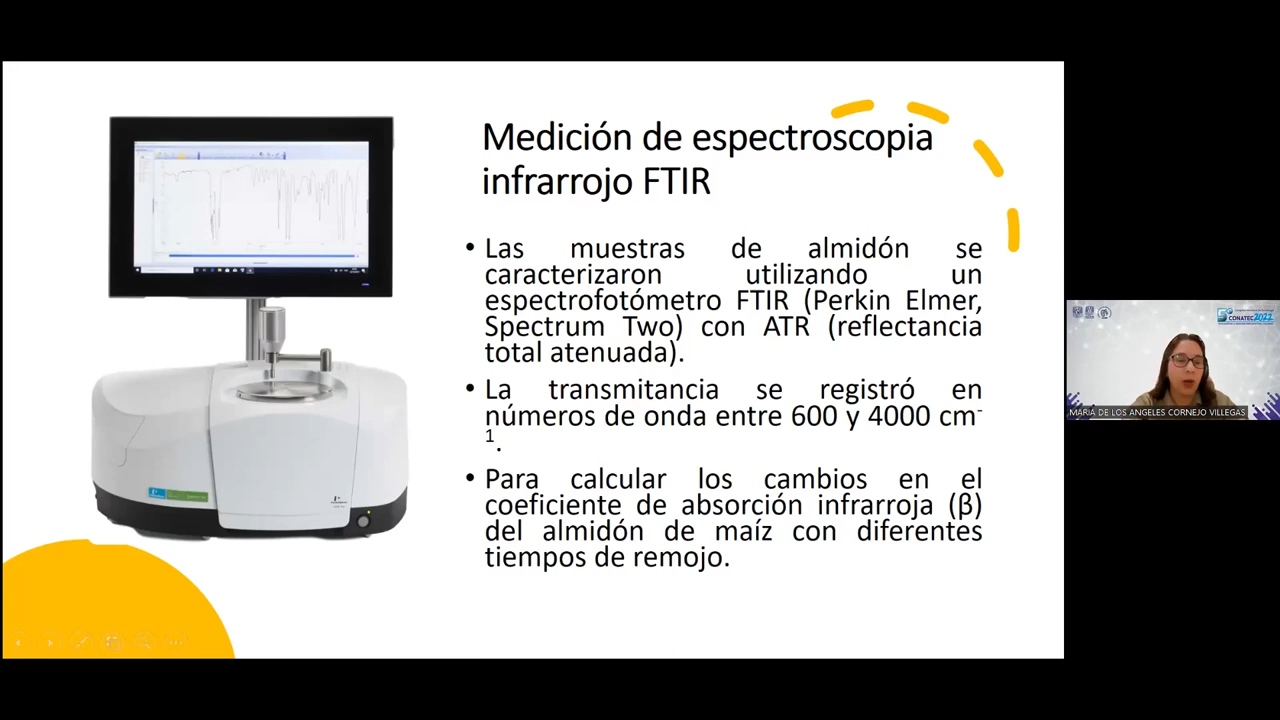 Medición de espectroscopia
infrarrojo FTIR
• Las muestras de almidón se
caracterizaron utilizando un
espectrofotómetro FTIR (Perkin Elmer,
Spectrum Two) con ATR (reflectancia
total atenuada).
• La transmitancia se registró en
números de onda entre 600 y 4000 cm-
1.
• Para calcular los cambios en el
coeficiente de absorción infrarroja (β)
del almidón de maíz con diferentes
tiempos de remojo.
CONATEC 2022
MARIA DE LOS ANGELES CORNEJO VILLEGAS